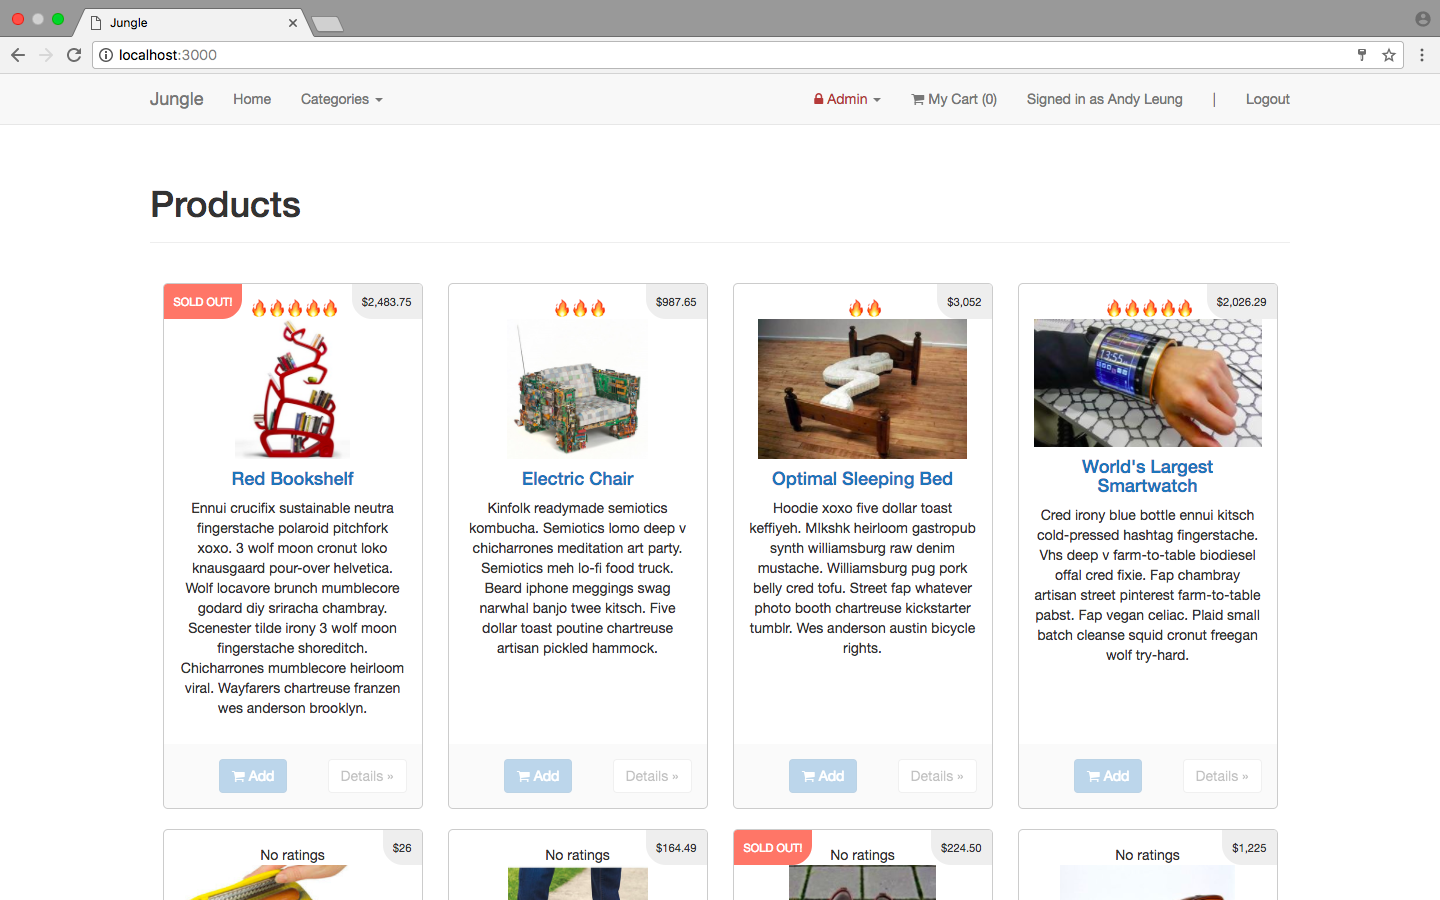 Jungle
localhost:3000
Jungle Home Categories Admin My Cart (0) Signed in as Andy Leung | Logout
Products
SOLD OUT!
$2,483.75
Red Bookshelf
Ennui crucifix sustainable neutra
fingerstache polaroid pitchfork
xoxo. 3 wolf moon cronut loko
knausgaard pour-over helvetica.
Wolf locavore brunch mumblecore
godard diy sriracha chambray.
Scenester tilde irony 3 wolf moon
fingerstache shoreditch.
Chicharrones mumblecore heirloom
viral. Wayfarers chartreuse franzen
wes anderson brooklyn.
Add Details »
$987.65
Electric Chair
Kinfolk readymade semiotics
kombucha. Semiotics lomo deep v
chicharrones meditation art party.
Semiotics meh lo-fi food truck.
Beard iphone meggings swag
narwhal banjo twee kitsch. Five
dollar toast poutine chartreuse
artisan pickled hammock.
Add Details »
$3,052
Optimal Sleeping Bed
Hoodie xoxo five dollar toast
keffiyeh. Mlkshk heirloom gastropub
synth williamsburg raw denim
mustache. Williamsburg pug pork
belly cred tofu. Street fap whatever
photo booth chartreuse kickstarter
tumblr. Wes anderson austin bicycle
rights.
Add Details »
$2,026.29
13:55
World's Largest
Smartwatch
Cred irony blue bottle ennui kitsch
cold-pressed hashtag fingerstache.
Vhs deep v farm-to-table biodiesel
offal cred fixie. Fap chambray
artisan street pinterest farm-to-table
pabst. Fap vegan celiac. Plaid small
batch cleanse squid cronut freegan
wolf try-hard.
Add Details »
No ratings
$26
No ratings
$164.49
SOLD OUT!
No ratings
$224.50
No ratings
$1,225